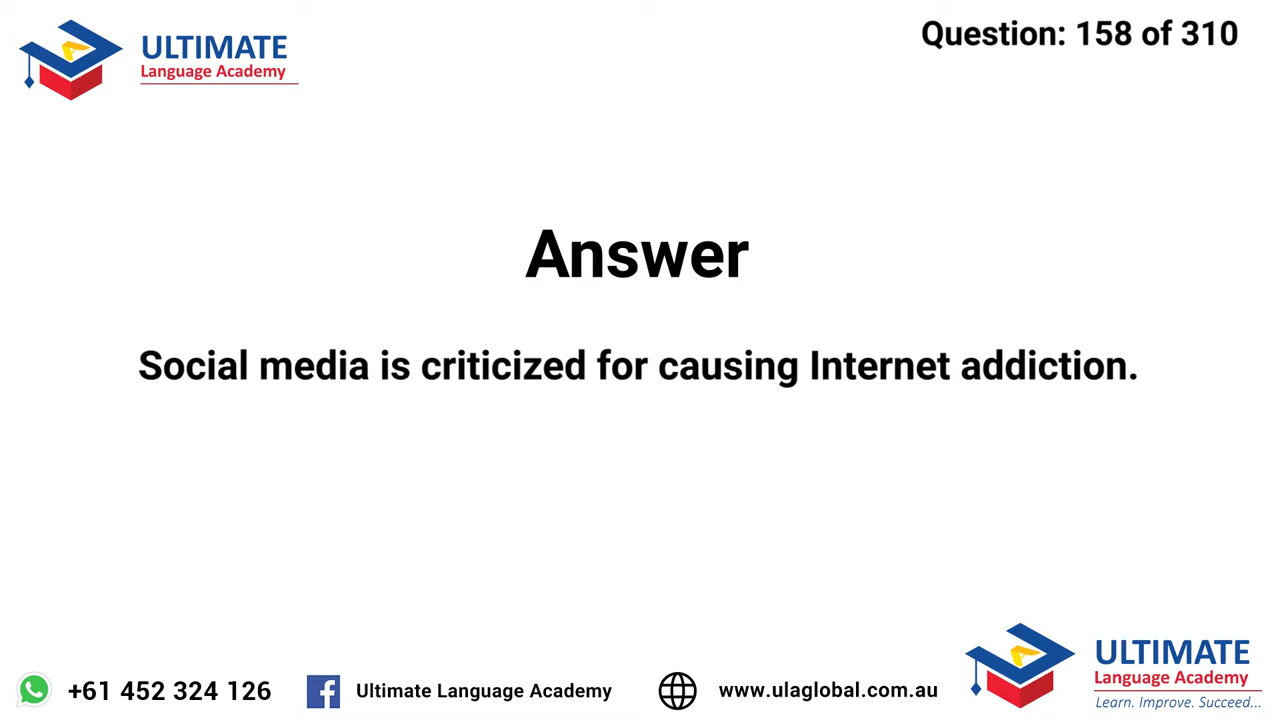 ULTIMATE
Language Academy
Question: 158 of 310
Answer
Social media is criticized for causing Internet addiction.
+61 452 324 126
Ultimate Language Academy
www.ulaglobal.com.au
ULTIMATE
Language Academy
Learn. Improve. Succeed...